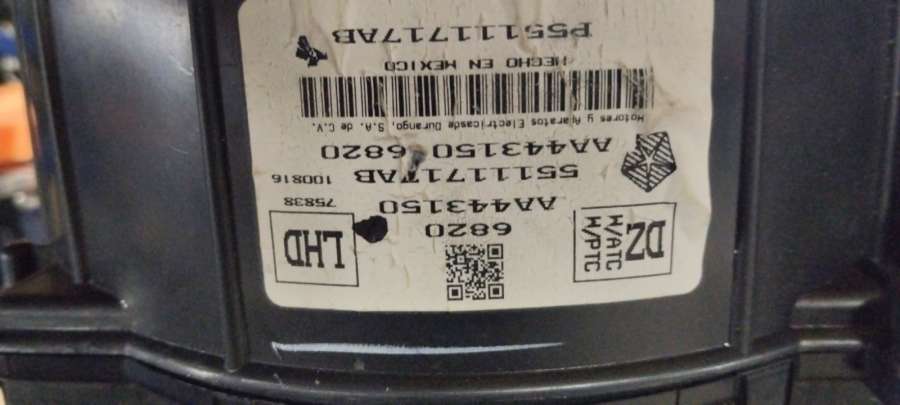 DZ
M/ATC
M/PTC
6820
LHD
AA443150
75838
55111717AB
100816
AA443150 6820
Motores y Aparatos Electricasde Durango, S.A. de C.V.
HECHO EN MEXICO
P55111717AB